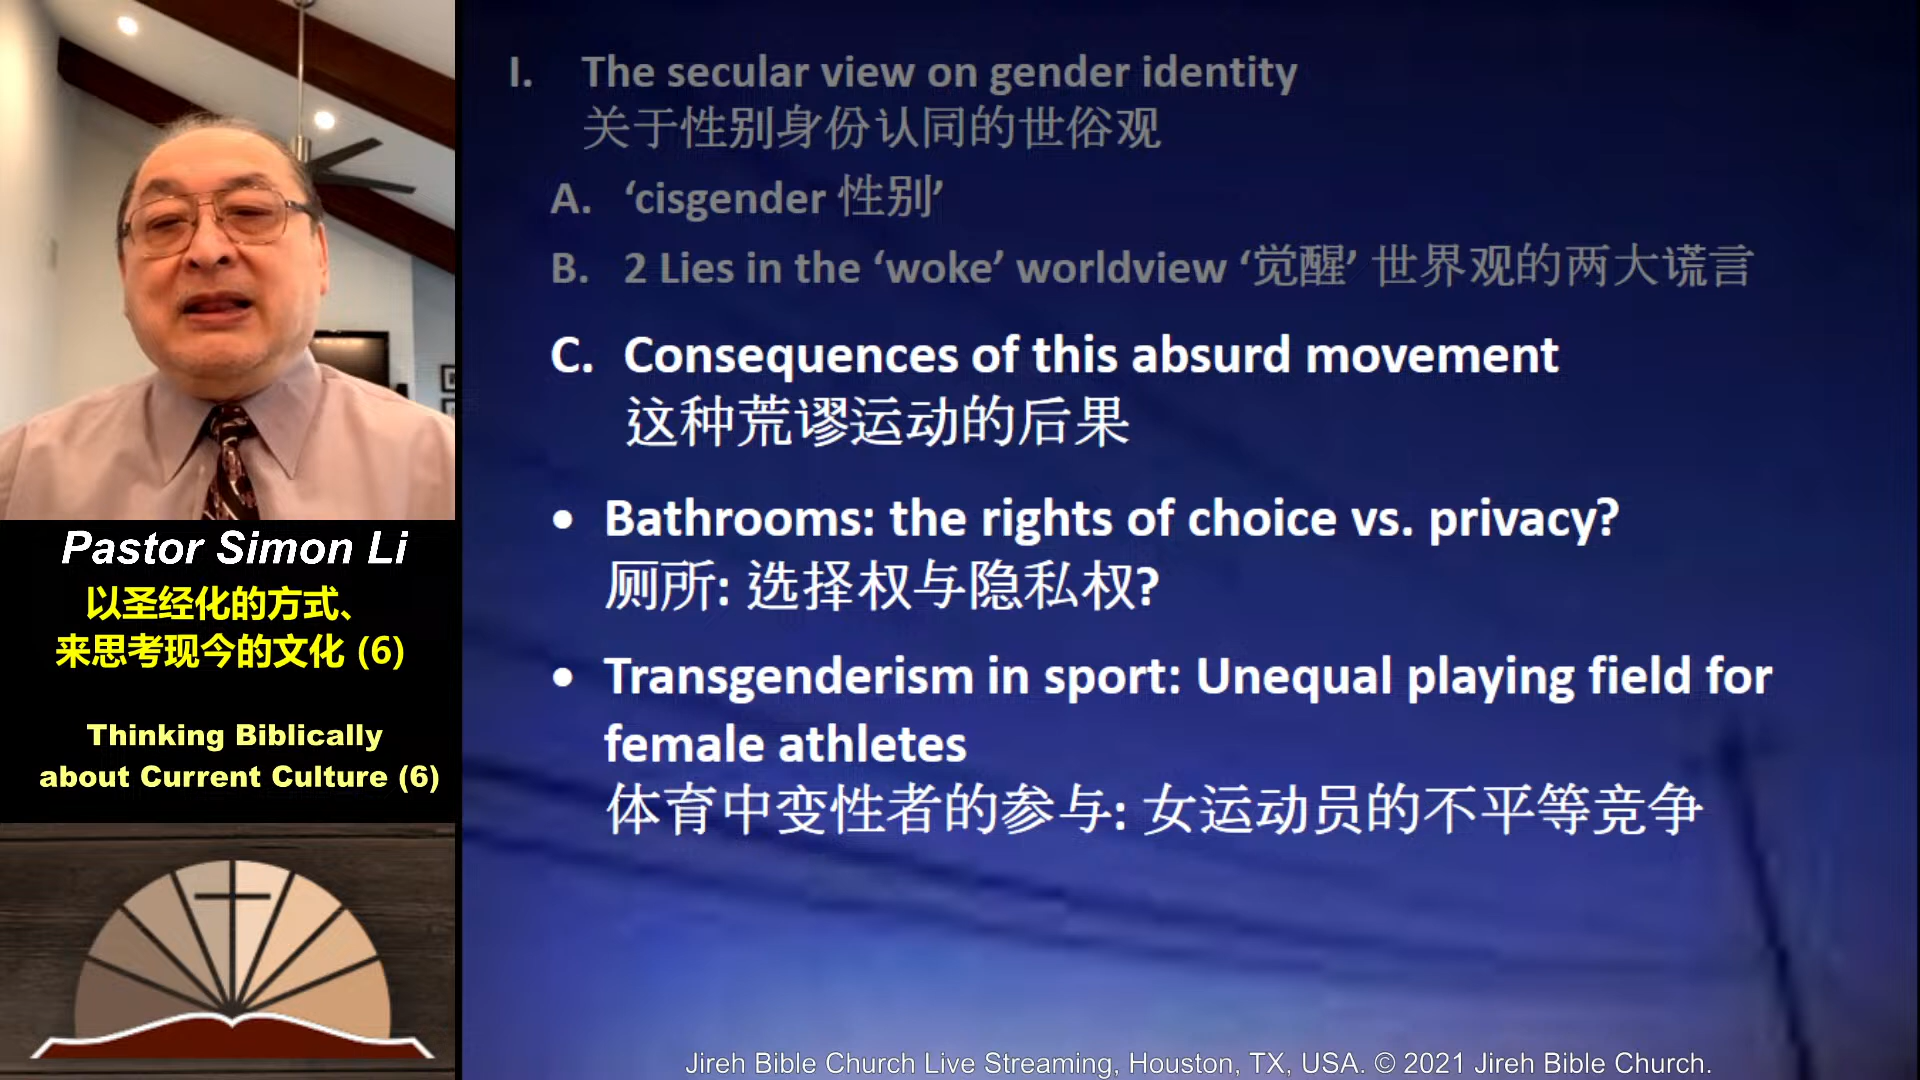 I. The secular view on gender identity
关于性别身份认同的世俗观
A. ‘cisgender 性别’
B. 2 Lies in the ‘woke’ worldview ‘觉醒’ 世界观的两大谎言
C. Consequences of this absurd movement
这种荒谬运动的后果
• Bathrooms: the rights of choice vs. privacy?
厕所: 选择权与隐私权?
• Transgenderism in sport: Unequal playing field for
female athletes
体育中变性者的参与: 女运动员的不平等竞争
Pastor Simon Li
以圣经化的方式、
来思考现今的文化 (6)
Thinking Biblically
about Current Culture (6)
Jireh Bible Church Live Streaming, Houston, TX, USA. © 2021 Jireh Bible Church.